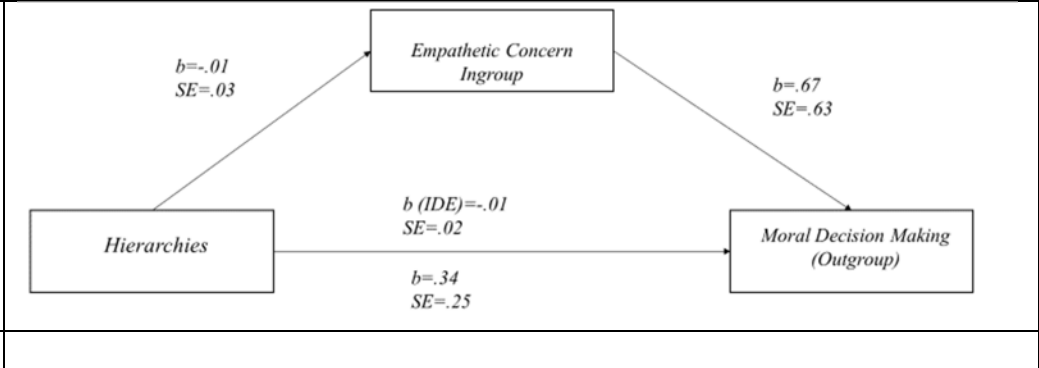 Empathetic Concern
Ingroup
b=-.01
SE=.03
b=.67
SE=.63
b (IDE)=-.01
SE=.02
Hierarchies
Moral Decision Making
(Outgroup)
b=.34
SE=.25